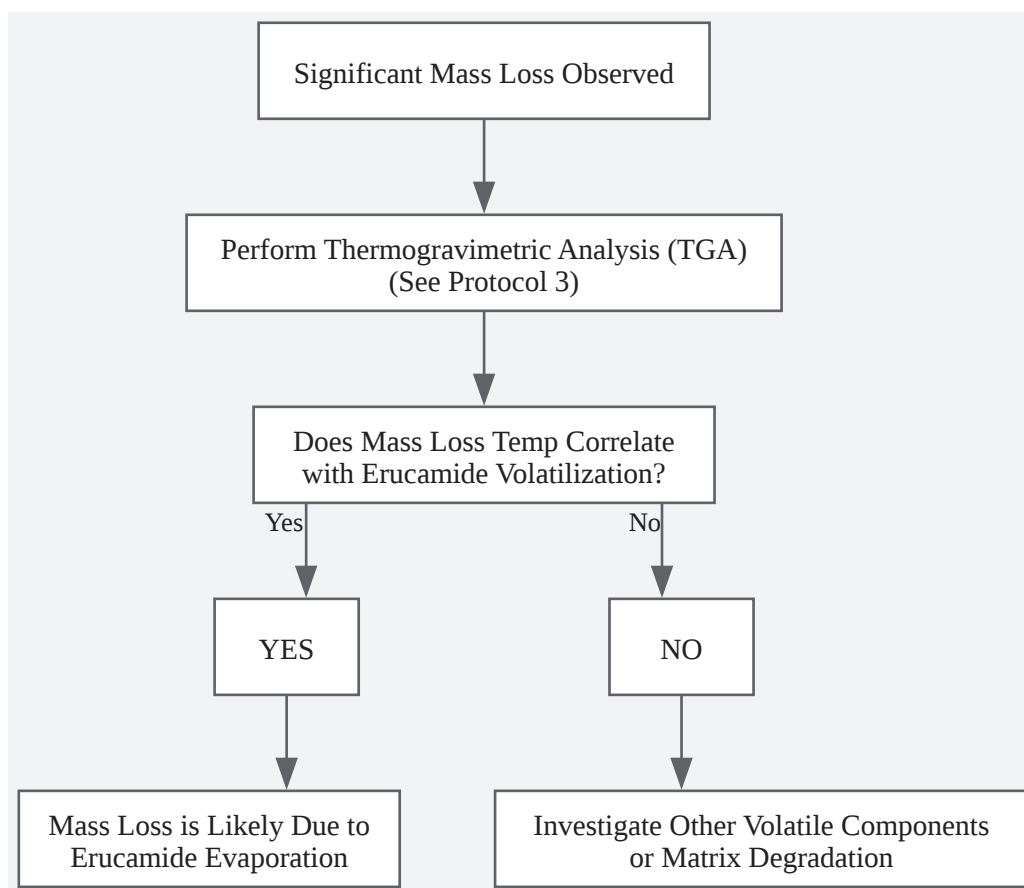 Significant Mass Loss Observed
Perform Thermogravimetric Analysis (TGA)
(See Protocol 3)
Does Mass Loss Temp Correlate
with Erucamide Volatilization?
Yes
No
YES
NO
Mass Loss is Likely Due to
Erucamide Evaporation
Investigate Other Volatile Components
or Matrix Degradation